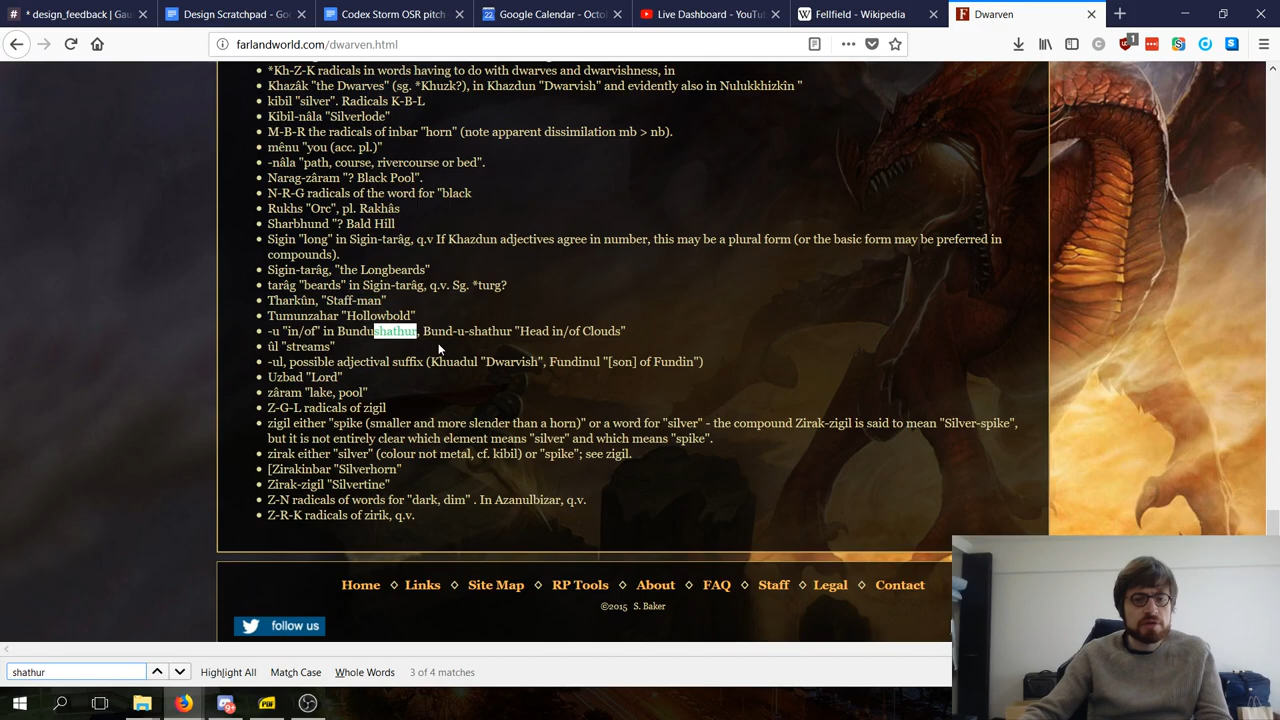 * design_feedback | Gau
Design Scratchpad - Goo
Codex Storm OSR pitch
Google Calendar - Octo
Live Dashboard - YouTu
Fellfield - Wikipedia
Dwarven
farlandworld.com/dwarven.html
1
*Kh-Z-K radicals in words having to do with dwarves and dwarvishness, in
Khazâk "the Dwarves" (sg. *Khuzk?), in Khazdun "Dwarvish" and evidently also in Nulukkhizkîn "
kibil "silver". Radicals K-B-L
Kibil-nâla "Silverlode"
M-B-R the radicals of inbar "horn" (note apparent dissimilation mb > nb).
mênu "you (acc. pl.)"
-nâla "path, course, rivercourse or bed".
Narag-zâram "? Black Pool".
N-R-G radicals of the word for "black
Rukhs "Orc", pl. Rakhâs
Sharbhund "? Bald Hill
Sigin "long" in Sigin-tarâg, q.v If Khazdun adjectives agree in number, this may be a plural form (or the basic form may be preferred in
compounds).
Sigin-tarâg, "the Longbeards"
tarâg "beards" in Sigin-tarâg, q.v. Sg. *turg?
Tharkûn, "Staff-man"
Tumunzahar "Hollowbold"
-u "in/of" in Bundushathur, Bund-u-shathur "Head in/of Clouds"
ûl "streams"
-ul, possible adjectival suffix (Khuadul "Dwarvish", Fundinul "[son] of Fundin")
Uzbad "Lord"
zâram "lake, pool"
Z-G-L radicals of zigil
zigil either "spike (smaller and more slender than a horn)" or a word for "silver" - the compound Zirak-zigil is said to mean "Silver-spike",
but it is not entirely clear which element means "silver" and which means "spike".
zirak either "silver" (colour not metal, cf. kibil) or "spike"; see zigil.
[Zirakinbar "Silverhorn"
Zirak-zigil "Silvertine"
Z-N radicals of words for "dark, dim" . In Azanulbizar, q.v.
Z-R-K radicals of zirik, q.v.
Home ◇ Links ◇ Site Map ◇ RP Tools ◇ About ◇ FAQ ◇ Staff ◇ Legal ◇ Contact
©2015 S. Baker
follow us
shathur
Highlight All Match Case Whole Words 3 of 4 matches